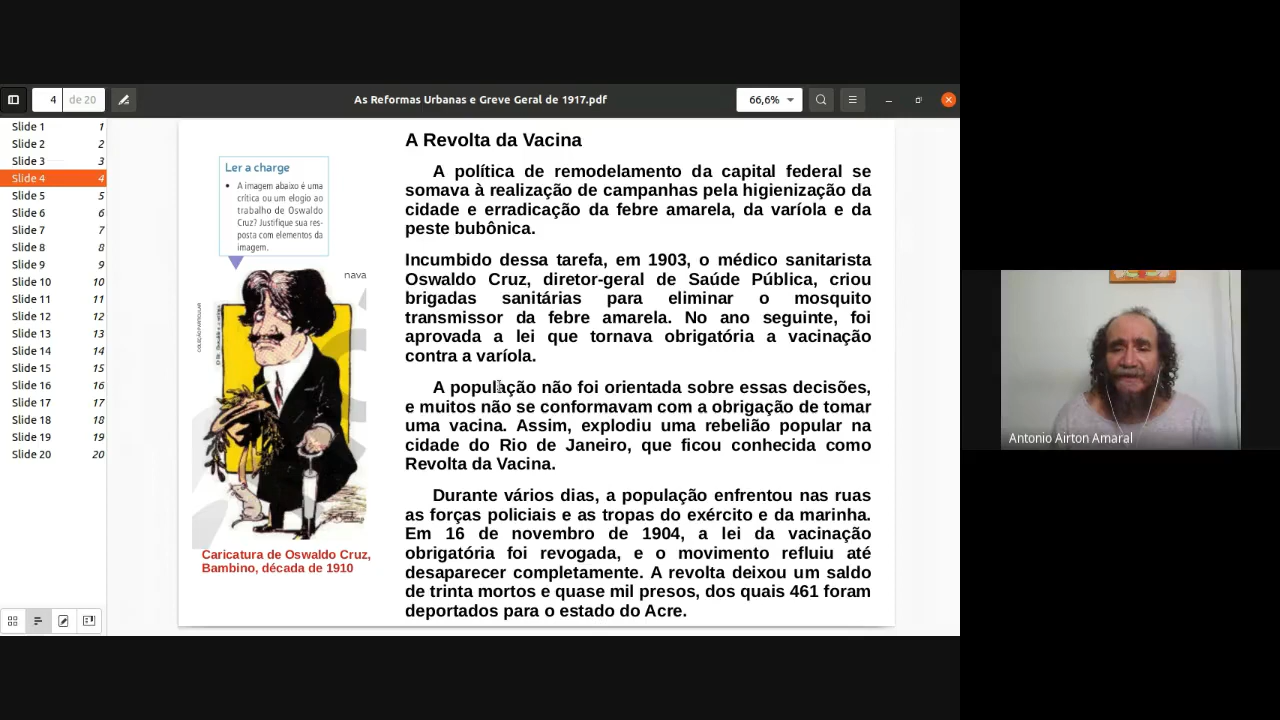 4 de 20
As Reformas Urbanas e Greve Geral de 1917.pdf
66,6%
Slide 1 1
Slide 2 2
Slide 3 3
Slide 4 4
Slide 5 5
Slide 6 6
Slide 7 7
Slide 8 8
Slide 9 9
Slide 10 10
Slide 11 11
Slide 12 12
Slide 13 13
Slide 14 14
Slide 15 15
Slide 16 16
Slide 17 17
Slide 18 18
Slide 19 19
Slide 20 20
Ler a charge
• A imagem abaixo é uma
crítica ou um elogio ao
trabalho de Oswaldo
Cruz? Justifique sua res-
posta com elementos da
imagem.
nava
COLEÇÃO PARTICULAR
Caricatura de Oswaldo Cruz,
Bambino, década de 1910
A Revolta da Vacina
A política de remodelamento da capital federal se
somava à realização de campanhas pela higienização da
cidade e erradicação da febre amarela, da varíola e da
peste bubônica.
Incumbido dessa tarefa, em 1903, o médico sanitarista
Oswaldo Cruz, diretor-geral de Saúde Pública, criou
brigadas sanitárias para eliminar o mosquito
transmissor da febre amarela. No ano seguinte, foi
aprovada a lei que tornava obrigatória a vacinação
contra a varíola.
A população não foi orientada sobre essas decisões,
e muitos não se conformavam com a obrigação de tomar
uma vacina. Assim, explodiu uma rebelião popular na
cidade do Rio de Janeiro, que ficou conhecida como
Revolta da Vacina.
Durante vários dias, a população enfrentou nas ruas
as forças policiais e as tropas do exército e da marinha.
Em 16 de novembro de 1904, a lei da vacinação
obrigatória foi revogada, e o movimento refluiu até
desaparecer completamente. A revolta deixou um saldo
de trinta mortos e quase mil presos, dos quais 461 foram
deportados para o estado do Acre.
Antonio Airton Amaral